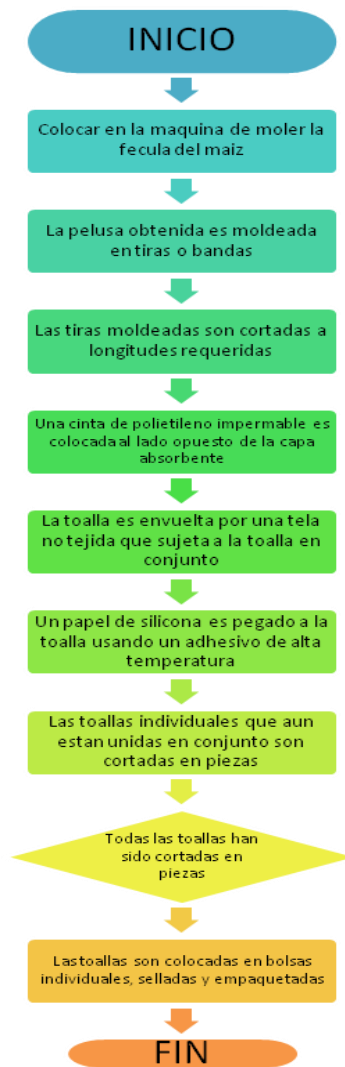 INICIO
Colocar en la maquina de moler la
fecula del maiz
La pelusa obtenida es moldeada
en tiras o bandas
Las tiras moldeadas son cortadas a
longitudes requeridas
Una cinta de polietileno impermable es
colocada al lado opuesto de la capa
absorbente
La toalla es envuelta por una tela
no tejida que sujeta a la toalla en
conjunto
Un papel de silicona es pegado a la
toalla usando un adhesivo de alta
temperatura
Las toallas individuales que aun
estan unidas en conjunto son
cortadas en piezas
Todas las toallas han
sido cortadas en
piezas
Las toallas son colocadas en bolsas
individuales, selladas y empaquetadas
FIN